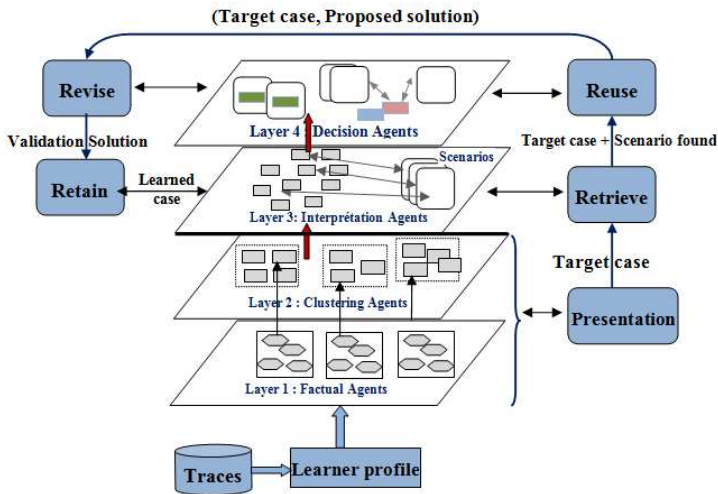 (Target case, Proposed solution)
Revise
Reuse
Layer 4 : Decision Agents
Validation Solution
Target case + Scenario found
Scenarios
Retain
Learned
case
Retrieve
Layer 3: Interprétation Agents
Target case
Layer 2 : Clustering Agents
Presentation
Layer 1 : Factual Agents
Traces
Learner profile